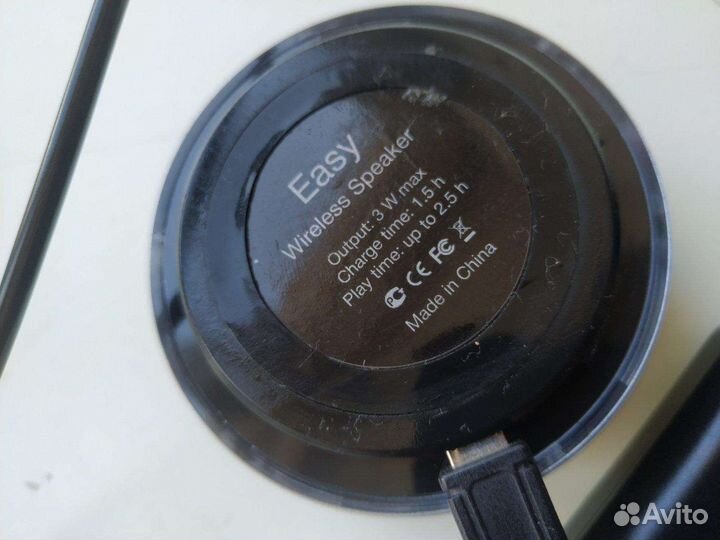 Easy
Wireless Speaker
Output: 3 W max
Charge time: 1.5 h
Play time: up to 2.5 h
PG CE FC
Made in China
Avito